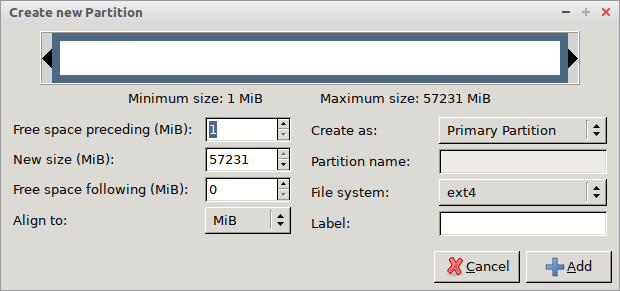 Create new Partition
Minimum size: 1 MiB Maximum size: 57231 MiB
Free space preceding (MiB): 1
Create as: Primary Partition
New size (MiB): 57231
Partition name:
Free space following (MiB): 0
File system: ext4
Align to: MiB
Label:
Cancel Add